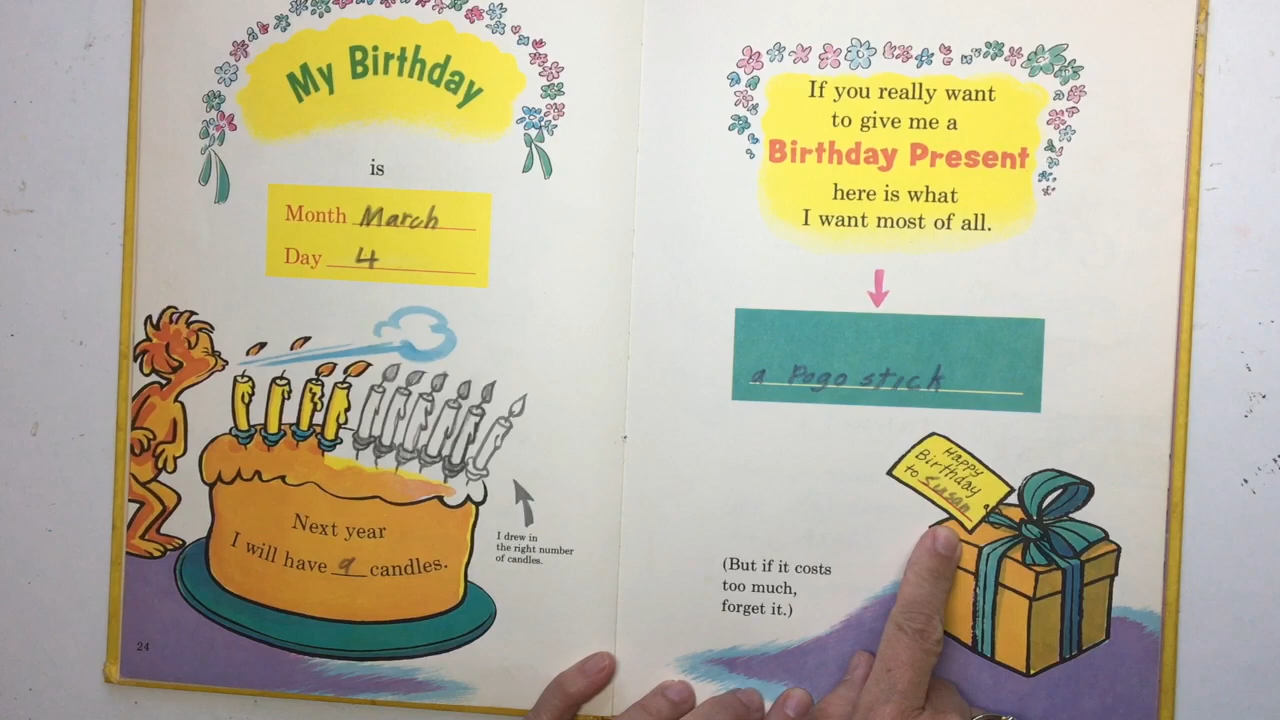 My Birthday
is
Month March
Day 4
Next year
I will have 9 candles.
I drew in
the right number
of candles.
24
If you really want
to give me a
Birthday Present
here is what
I want most of all.
a Pogo stick
Happy
Birthday
to Susan
(But if it costs
too much,
forget it.)